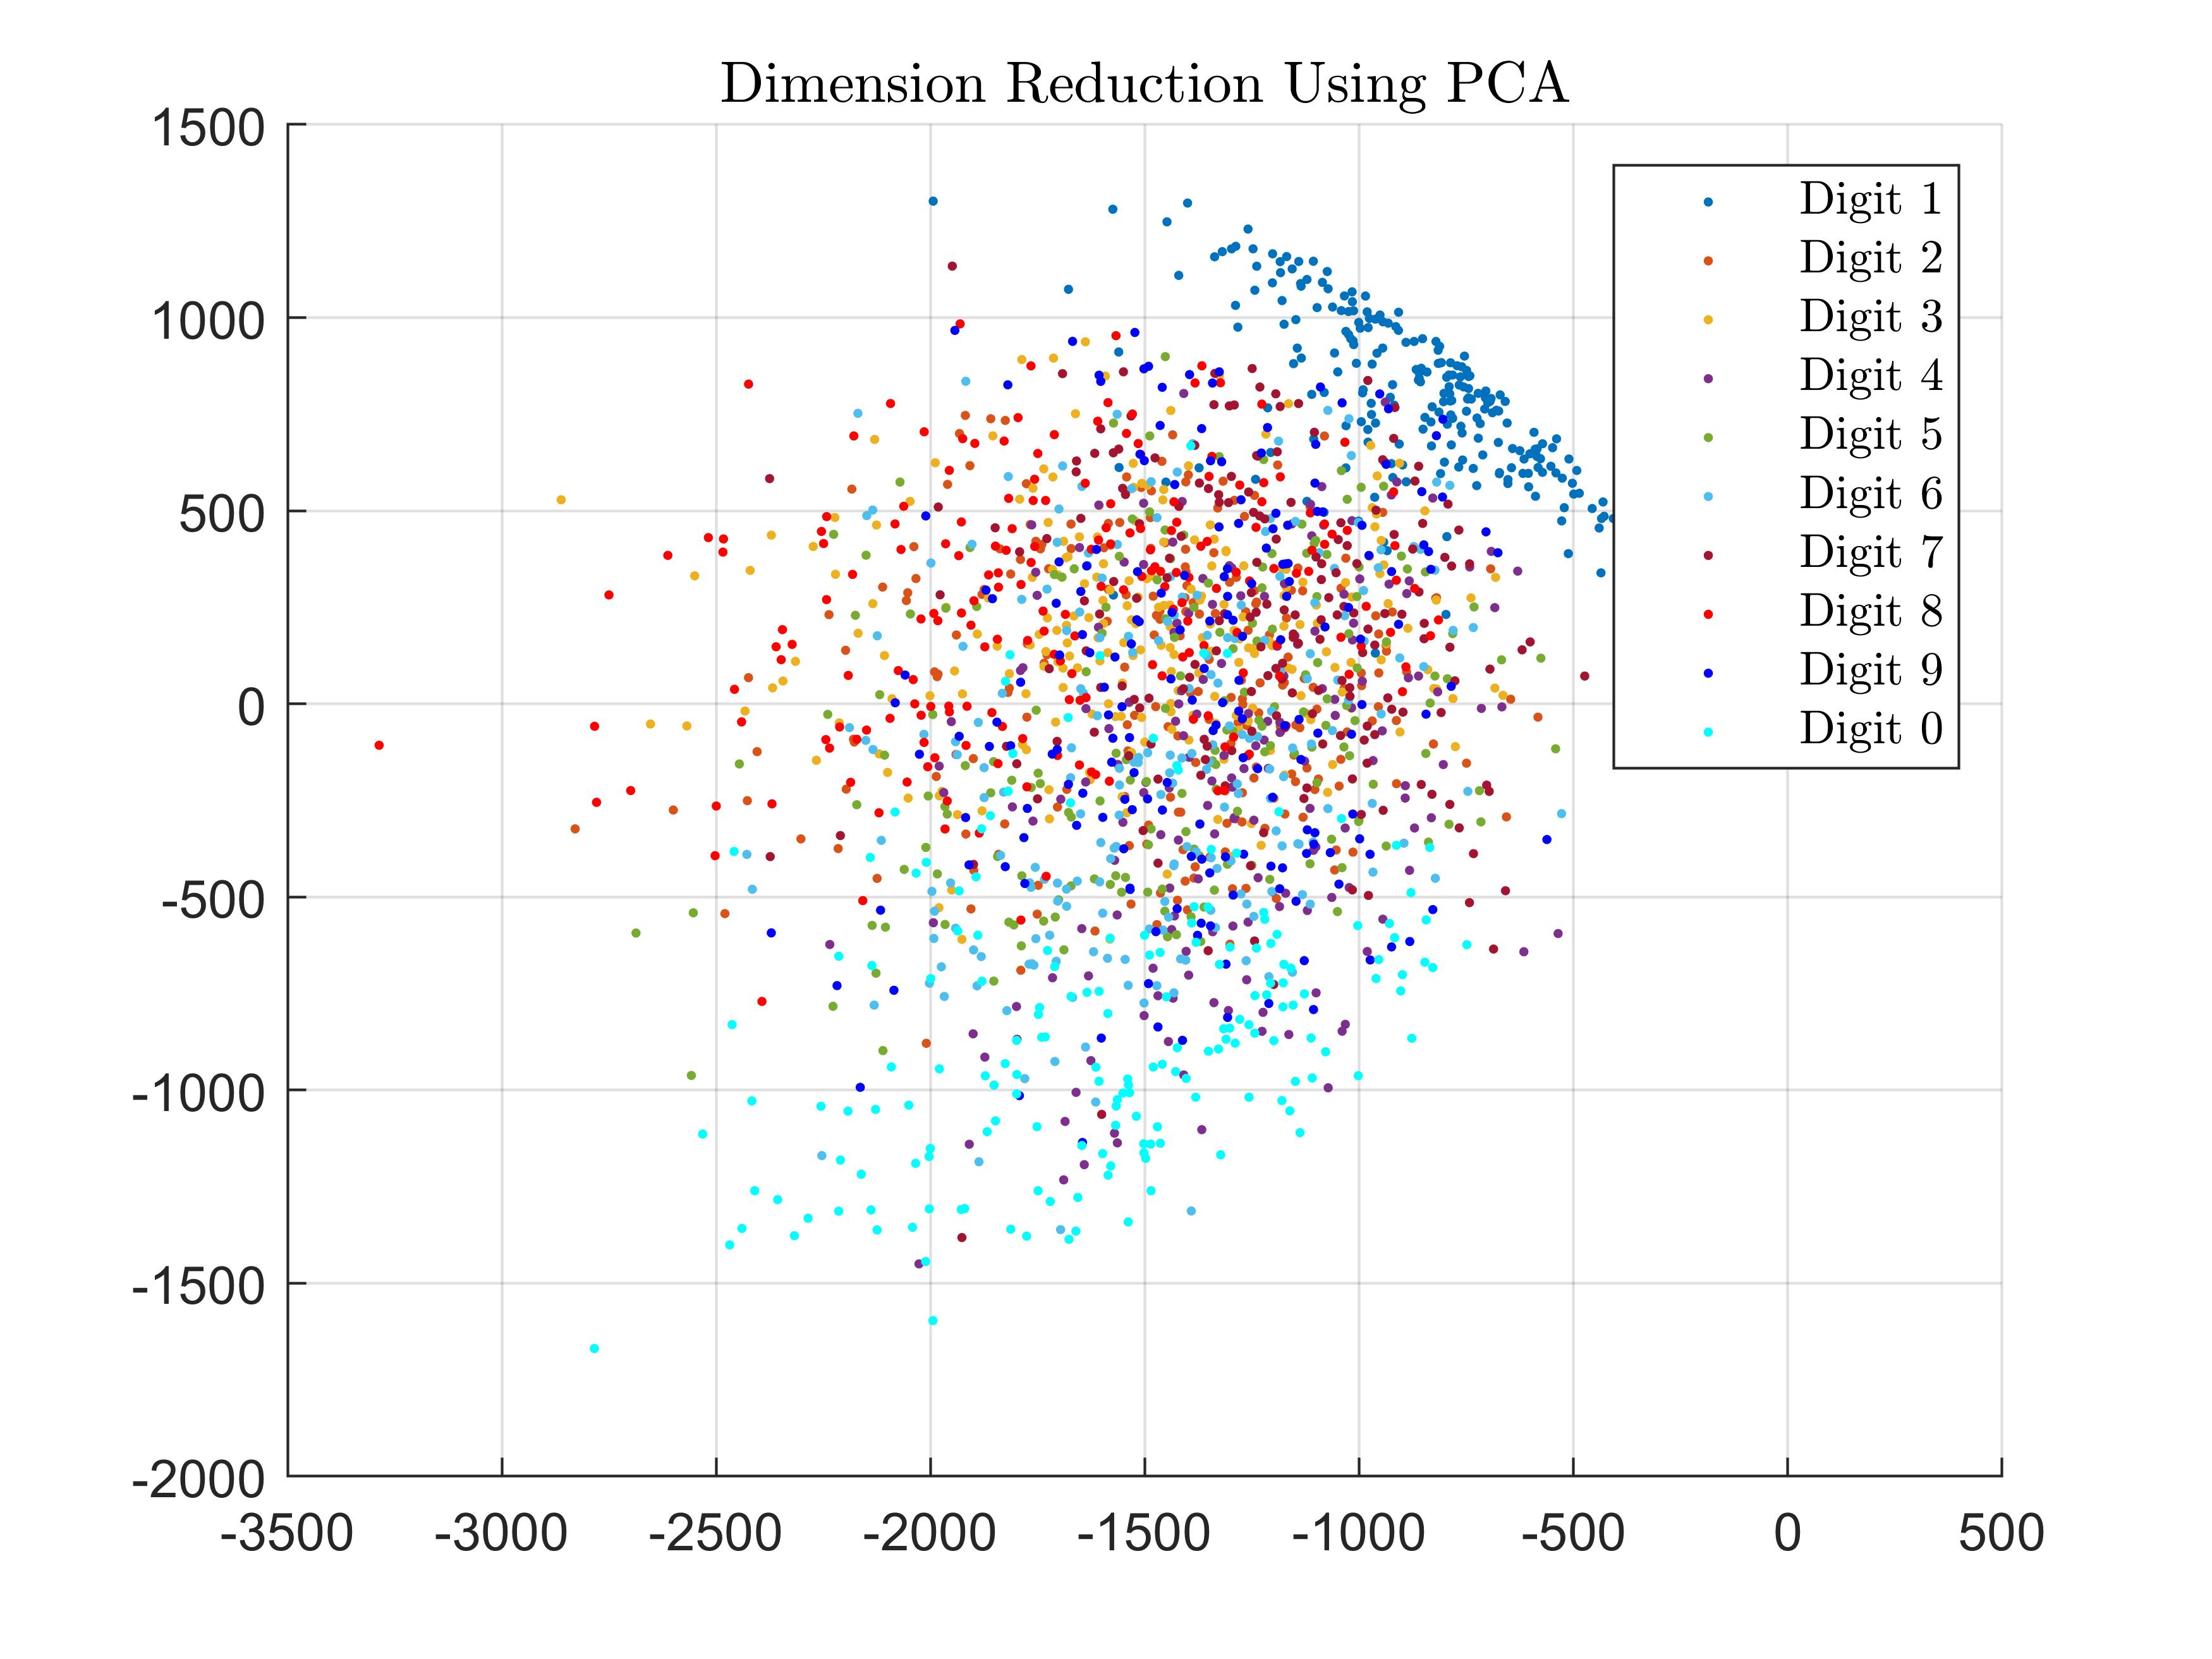 Dimension Reduction Using PCA
1500
1000
500
0
-500
-1000
-1500
-2000
-3500 -3000 -2500 -2000 -1500 -1000 -500 0 500
Digit 1
Digit 2
Digit 3
Digit 4
Digit 5
Digit 6
Digit 7
Digit 8
Digit 9
Digit 0